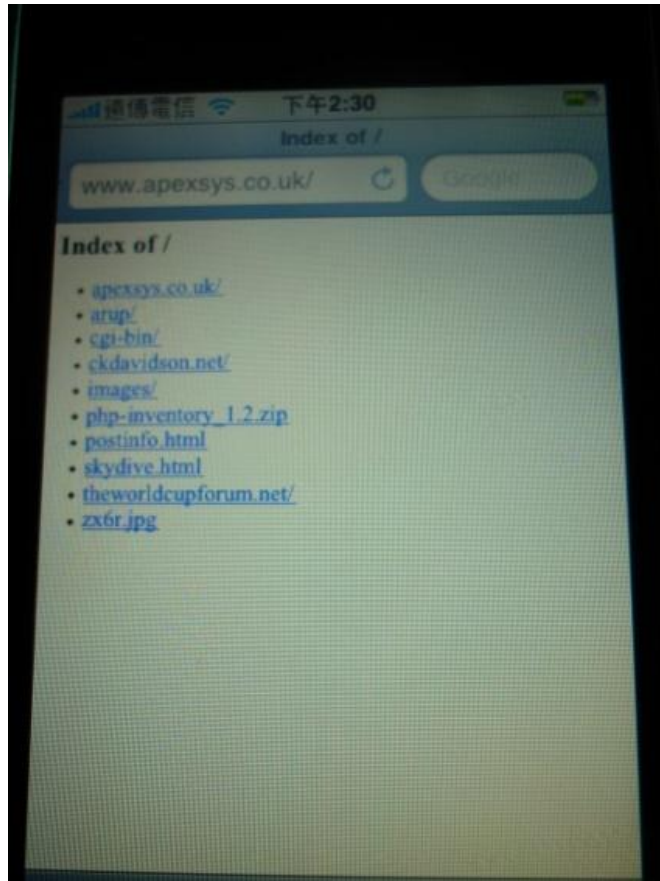 遠傳電信 下午2:30
Index of /
www.apexsys.co.uk/ Google
Index of /
• apexsys.co.uk/
• arup/
• cgi-bin/
• ckdavidson.net/
• images/
• php-inventory_1.2.zip
• postinfo.html
• skydive.html
• theworldcupforum.net/
• zx6r.jpg